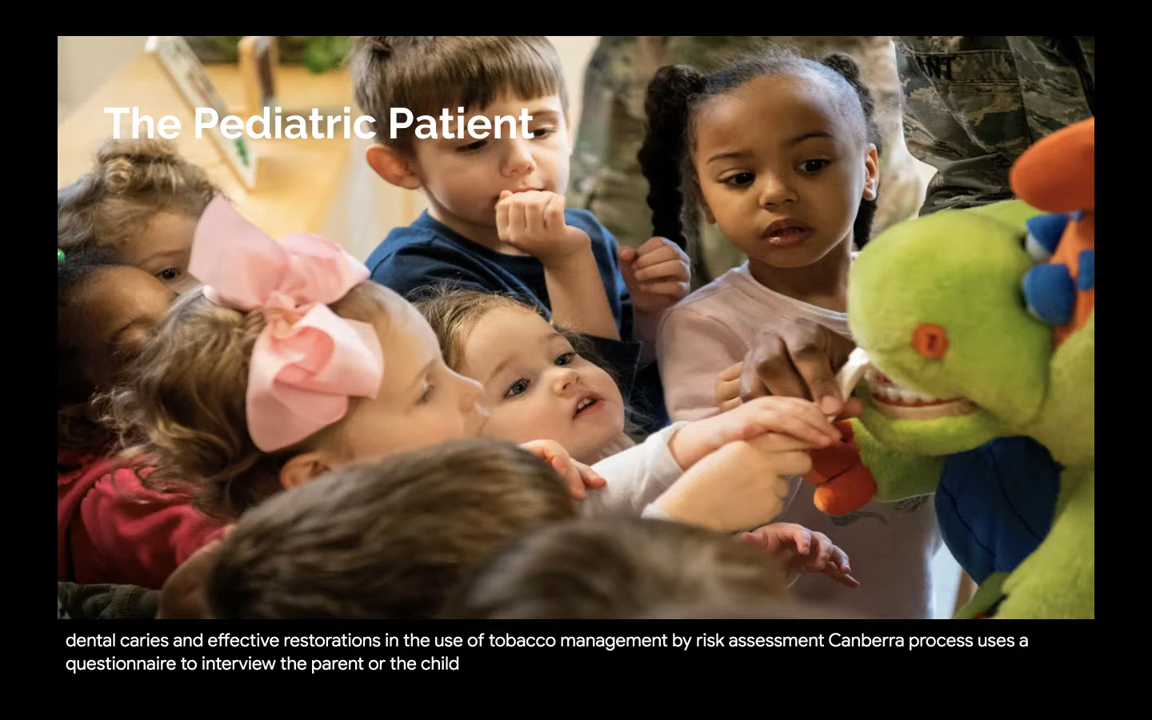 The Pediatric Patient
dental caries and effective restorations in the use of tobacco management by risk assessment Canberra process uses a
questionnaire to interview the parent or the child